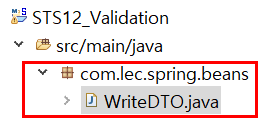 STS12_Validation
src/main/java
com.lec.spring.beans
WriteDTO.java